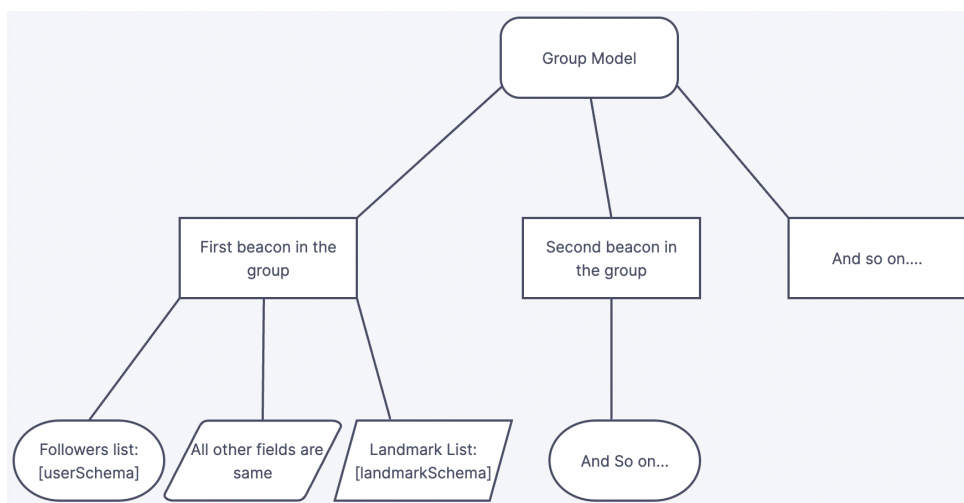 Group Model
First beacon in the
group
Second beacon in
the group
And so on....
Followers list:
[userSchema]
All other fields are
same
Landmark List:
[landmarkSchema]
And So on...